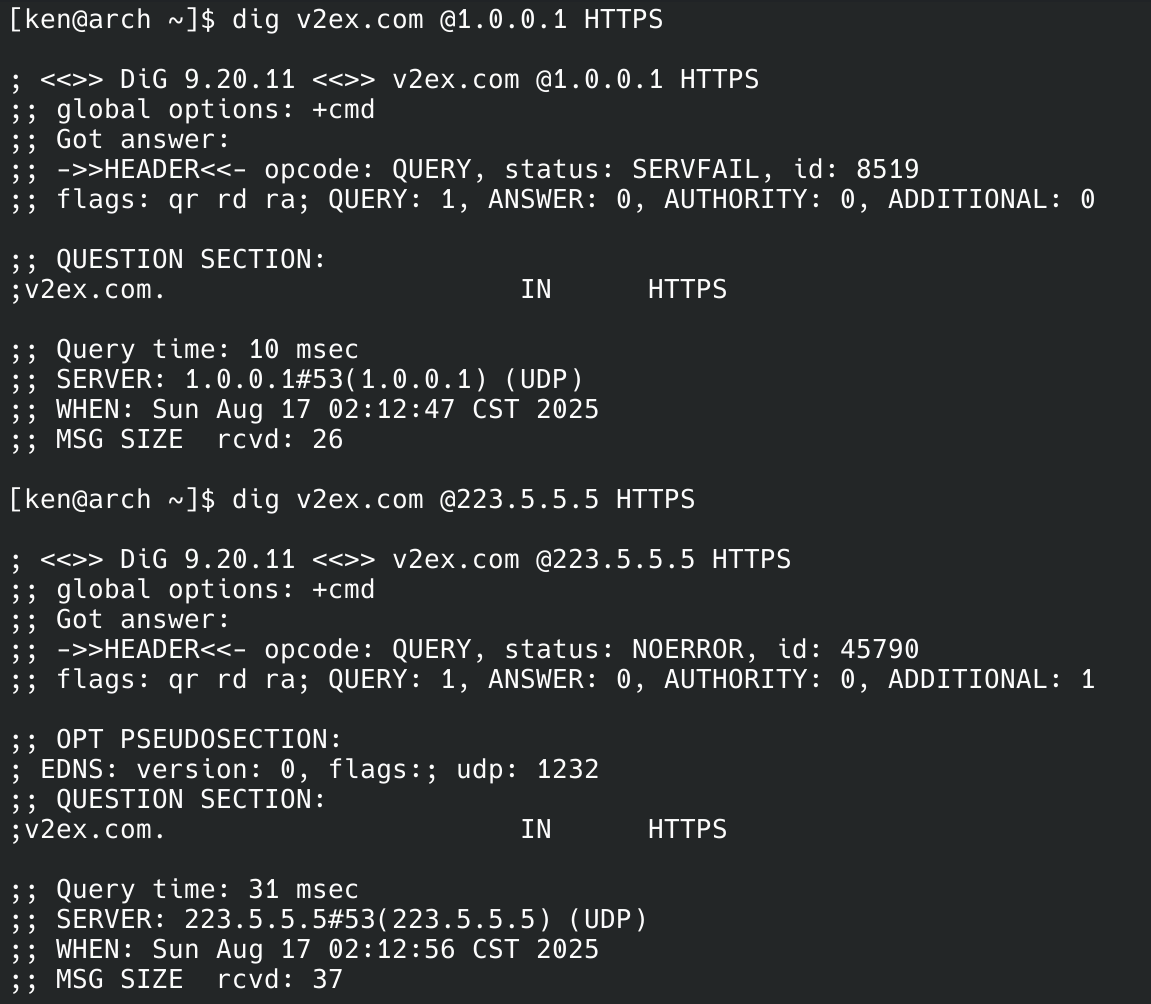 [ken@arch ~]$ dig v2ex.com @1.0.0.1 HTTPS

; <<>> DiG 9.20.11 <<>> v2ex.com @1.0.0.1 HTTPS
;; global options: +cmd
;; Got answer:
;; ->>HEADER<<- opcode: QUERY, status: SERVFAIL, id: 8519
;; flags: qr rd ra; QUERY: 1, ANSWER: 0, AUTHORITY: 0, ADDITIONAL: 0

;; QUESTION SECTION:
;v2ex.com.                      IN      HTTPS

;; Query time: 10 msec
;; SERVER: 1.0.0.1#53(1.0.0.1) (UDP)
;; WHEN: Sun Aug 17 02:12:47 CST 2025
;; MSG SIZE  rcvd: 26

[ken@arch ~]$ dig v2ex.com @223.5.5.5 HTTPS

; <<>> DiG 9.20.11 <<>> v2ex.com @223.5.5.5 HTTPS
;; global options: +cmd
;; Got answer:
;; ->>HEADER<<- opcode: QUERY, status: NOERROR, id: 45790
;; flags: qr rd ra; QUERY: 1, ANSWER: 0, AUTHORITY: 0, ADDITIONAL: 1

;; OPT PSEUDOSECTION:
; EDNS: version: 0, flags:; udp: 1232
;; QUESTION SECTION:
;v2ex.com.                      IN      HTTPS

;; Query time: 31 msec
;; SERVER: 223.5.5.5#53(223.5.5.5) (UDP)
;; WHEN: Sun Aug 17 02:12:56 CST 2025
;; MSG SIZE  rcvd: 37